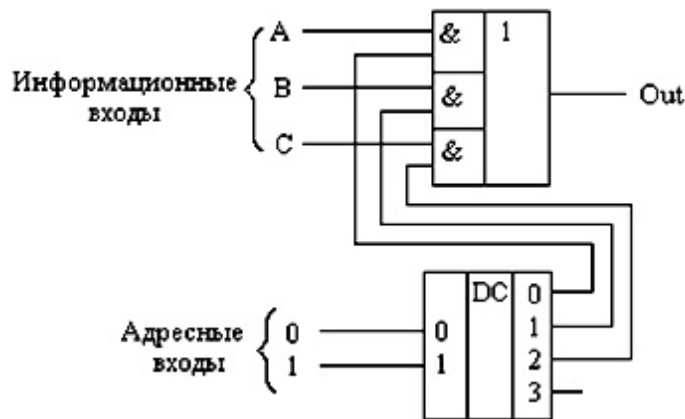 A & 1
Информационные входы
B & Out
C &
DC 0
1
Адресные входы
0 0 2
1 1 3